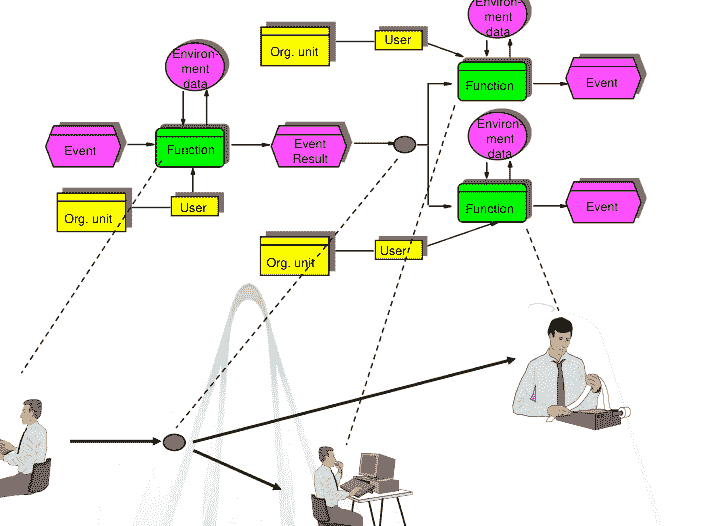 Environ-
ment
data
User
Org. unit
Function
Event
Environ-
ment
data
Event
Function
Event
Result
Environ-
ment
data
Org. unit
User
Function
Event
Org. unit
User